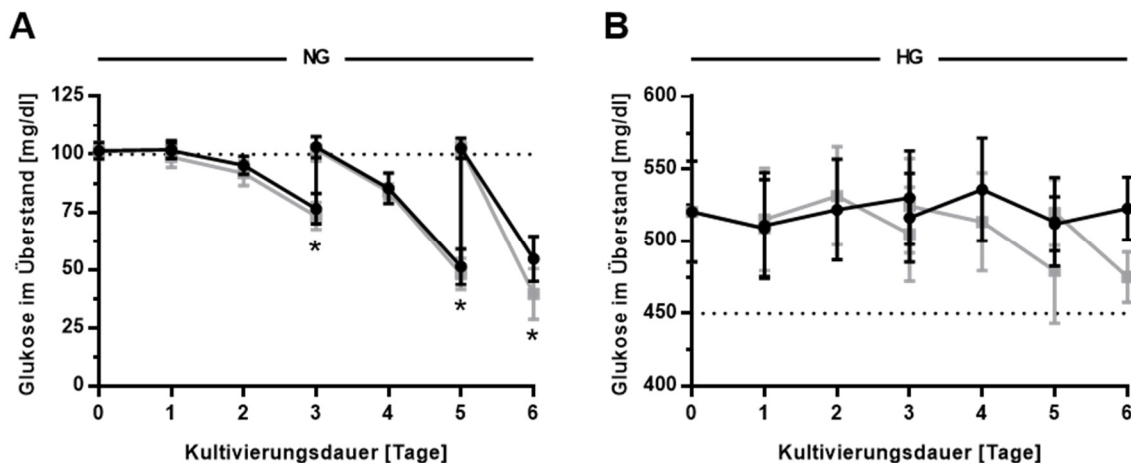 A
NG
Glukose im Überstand [mg/dl]
125
100
75
50
25
0
*
*
*
0 1 2 3 4 5 6
Kultivierungsdauer [Tage]
B
HG
Glukose im Überstand [mg/dl]
600
550
500
450
400
0 1 2 3 4 5 6
Kultivierungsdauer [Tage]